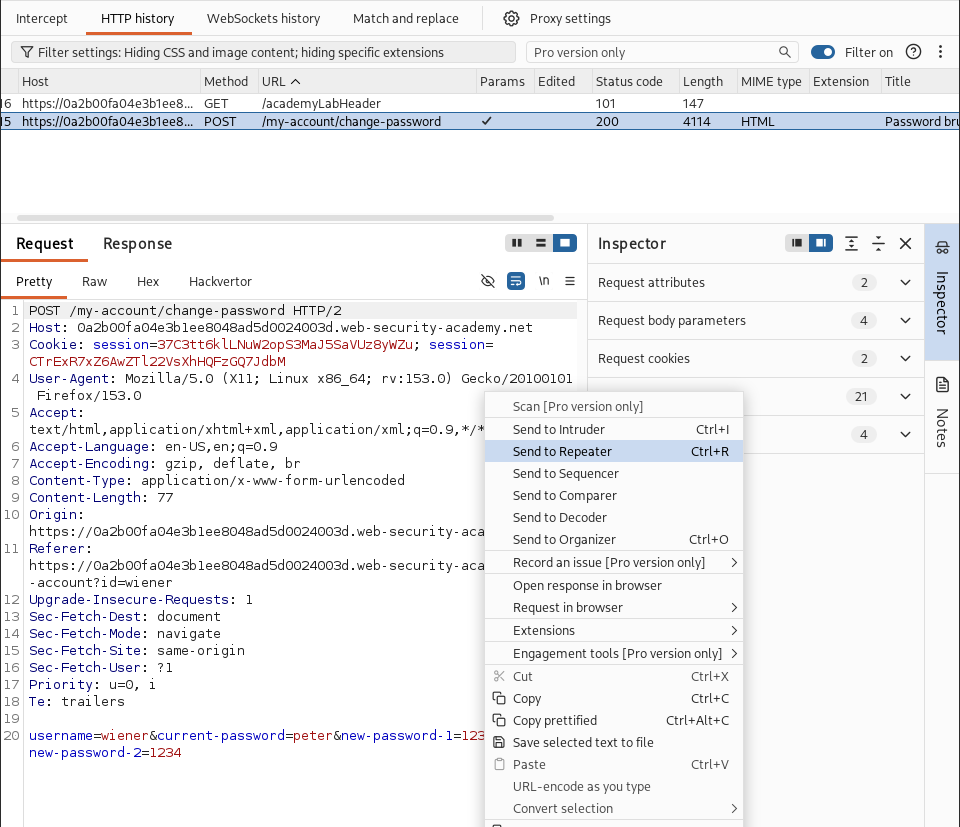 Intercept HTTP history WebSockets history Match and replace Proxy settings
Filter settings: Hiding CSS and image content; hiding specific extensions Pro version only Filter on
Host Method URL Params Edited Status code Length MIME type Extension Title
16 https://0a2b00fa04e3b1ee8... GET /academyLabHeader 101 147
15 https://0a2b00fa04e3b1ee8... POST /my-account/change-password 200 4114 HTML Password bru
Request Response
Pretty Raw Hex Hackvertor \n
1 POST /my-account/change-password HTTP/2
2 Host: 0a2b00fa04e3b1ee8048ad5d0024003d.web-security-academy.net
3 Cookie: session=37C3tt6klLNuW2opS3MaJ5SaVUz8yWZu; session=
CTrExR7xZ6AwZTl22VsXhHQFzGQ7JdbM
4 User-Agent: Mozilla/5.0 (X11; Linux x86_64; rv:153.0) Gecko/20100101
Firefox/153.0
5 Accept:
text/html,application/xhtml+xml,application/xml;q=0.9,*/*
6 Accept-Language: en-US,en;q=0.9
7 Accept-Encoding: gzip, deflate, br
8 Content-Type: application/x-www-form-urlencoded
9 Content-Length: 77
10 Origin:
https://0a2b00fa04e3b1ee8048ad5d0024003d.web-security-aca
11 Referer:
https://0a2b00fa04e3b1ee8048ad5d0024003d.web-security-aca
-account?id=wiener
12 Upgrade-Insecure-Requests: 1
13 Sec-Fetch-Dest: document
14 Sec-Fetch-Mode: navigate
15 Sec-Fetch-Site: same-origin
16 Sec-Fetch-User: ?1
17 Priority: u=0, i
18 Te: trailers
19
20 username=wiener&current-password=peter&new-password-1=123
new-password-2=1234
Inspector
Request attributes 2
Request body parameters 4
Request cookies 2
21
4
Inspector
Notes
Scan [Pro version only]
Send to Intruder Ctrl+I
Send to Repeater Ctrl+R
Send to Sequencer
Send to Comparer
Send to Decoder
Send to Organizer Ctrl+O
Record an issue [Pro version only]
Open response in browser
Request in browser
Extensions
Engagement tools [Pro version only]
Cut Ctrl+X
Copy Ctrl+C
Copy prettified Ctrl+Alt+C
Save selected text to file
Paste Ctrl+V
URL-encode as you type
Convert selection